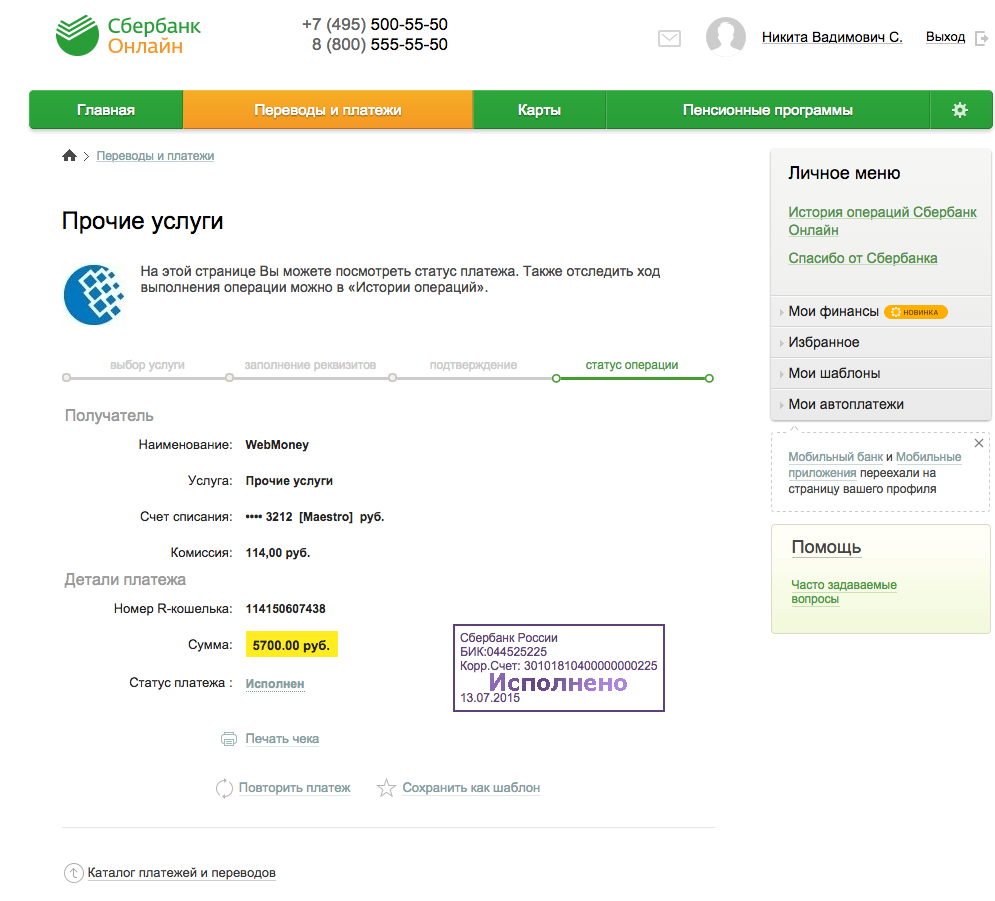 Сбербанк
Онлайн
+7 (495) 500-55-50
8 (800) 555-55-50
Никита Вадимович С.
Выход
Главная
Переводы и платежи
Карты
Пенсионные программы
Переводы и платежи
Прочие услуги
На этой странице Вы можете посмотреть статус платежа. Также отследить ход
выполнения операции можно в «Истории операций».
выбор услуги
заполнение реквизитов
подтверждение
статус операции
Получатель
Наименование: WebMoney
Услуга: Прочие услуги
Счет списания: •••• 3212 [Maestro] руб.
Комиссия: 114,00 руб.
Детали платежа
Номер R-кошелька: 114150607438
Сумма: 5700.00 руб.
Статус платежа : Исполнен
Сбербанк России
БИК:044525225
Корр.Счет: 30101810400000000225
Исполнено
13.07.2015
Печать чека
Повторить платеж
Сохранить как шаблон
Каталог платежей и переводов
Личное меню
История операций Сбербанк
Онлайн
Спасибо от Сбербанка
Мои финансы НОВИНКА
Избранное
Мои шаблоны
Мои автоплатежи
Мобильный банк и Мобильные
приложения переехали на
страницу вашего профиля
Помощь
Часто задаваемые
вопросы